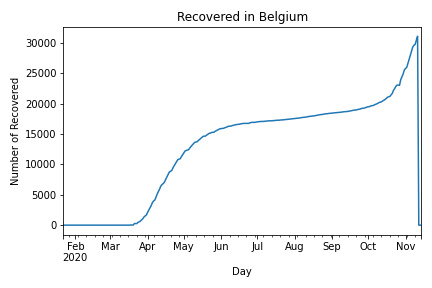 Recovered in Belgium
Number of Recovered
30000
25000
20000
15000
10000
5000
0
Feb Mar Apr May Jun Jul Aug Sep Oct Nov
2020
Day